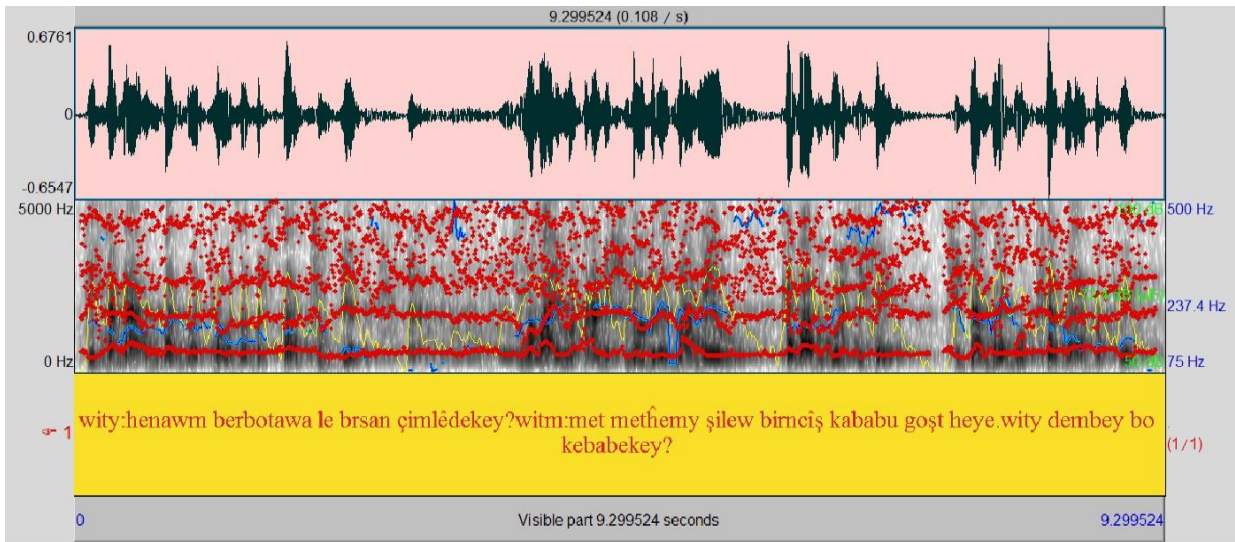 9.299524 (0.108 / s)
0.6761
0
-0.6547
5000 Hz
500 Hz
237.4 Hz
0 Hz
75 Hz
1
wity:henawm berbotawa le brsan çimlêdekey?witm:met metĥemy şilew birncîş kababu goşt heye.wity dembey bo
kebabekey?
(1/1)
0
Visible part 9.299524 seconds
9.299524